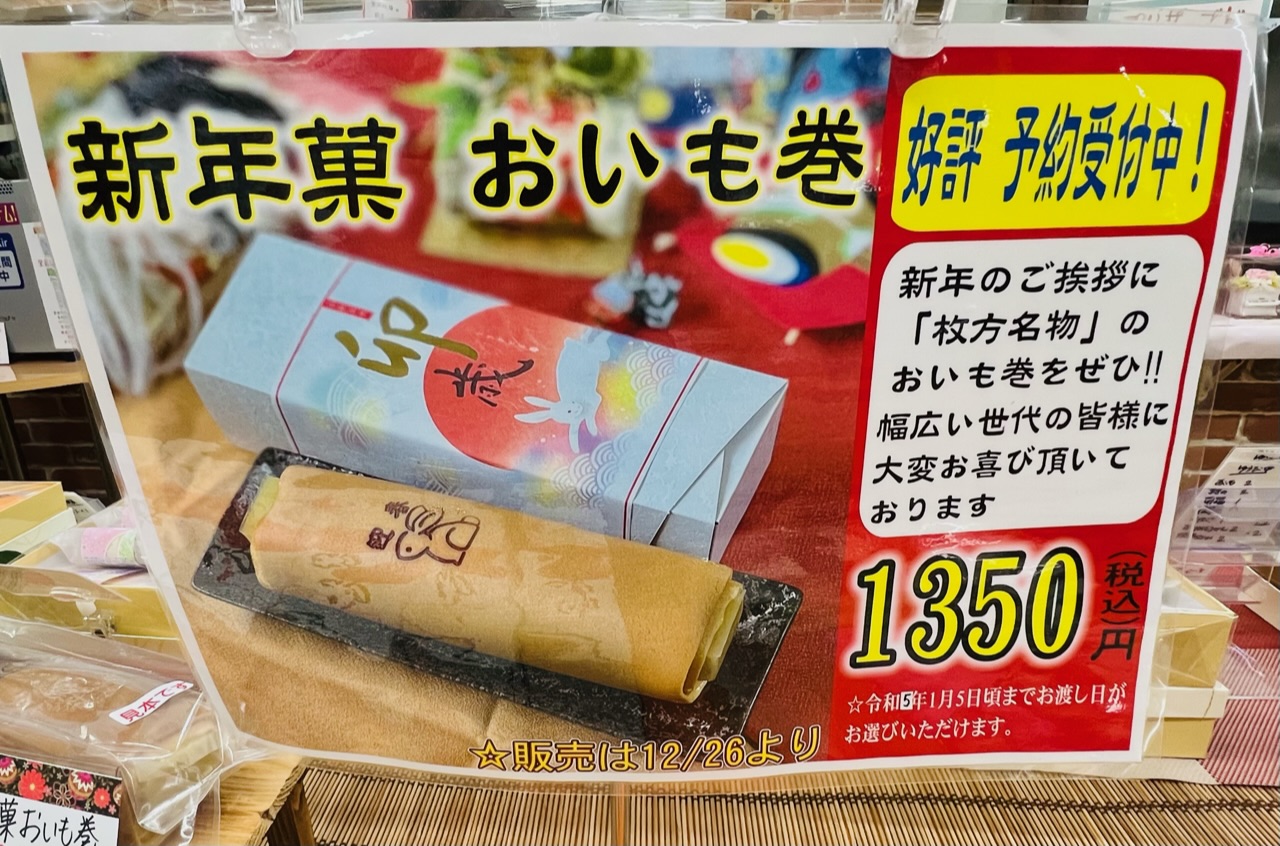 新年菓 おいも巻
好評 予約受付中!
新年のご挨拶に
「枚方名物」の
おいも巻をぜひ!!
幅広い世代の皆様に
大変お喜び頂いて
おります
1350(税込)円
☆令和5年1月5日頃までお渡し日が
お選びいただけます。
☆販売は12/26より
卯
歳
見本です
菓おいも巻